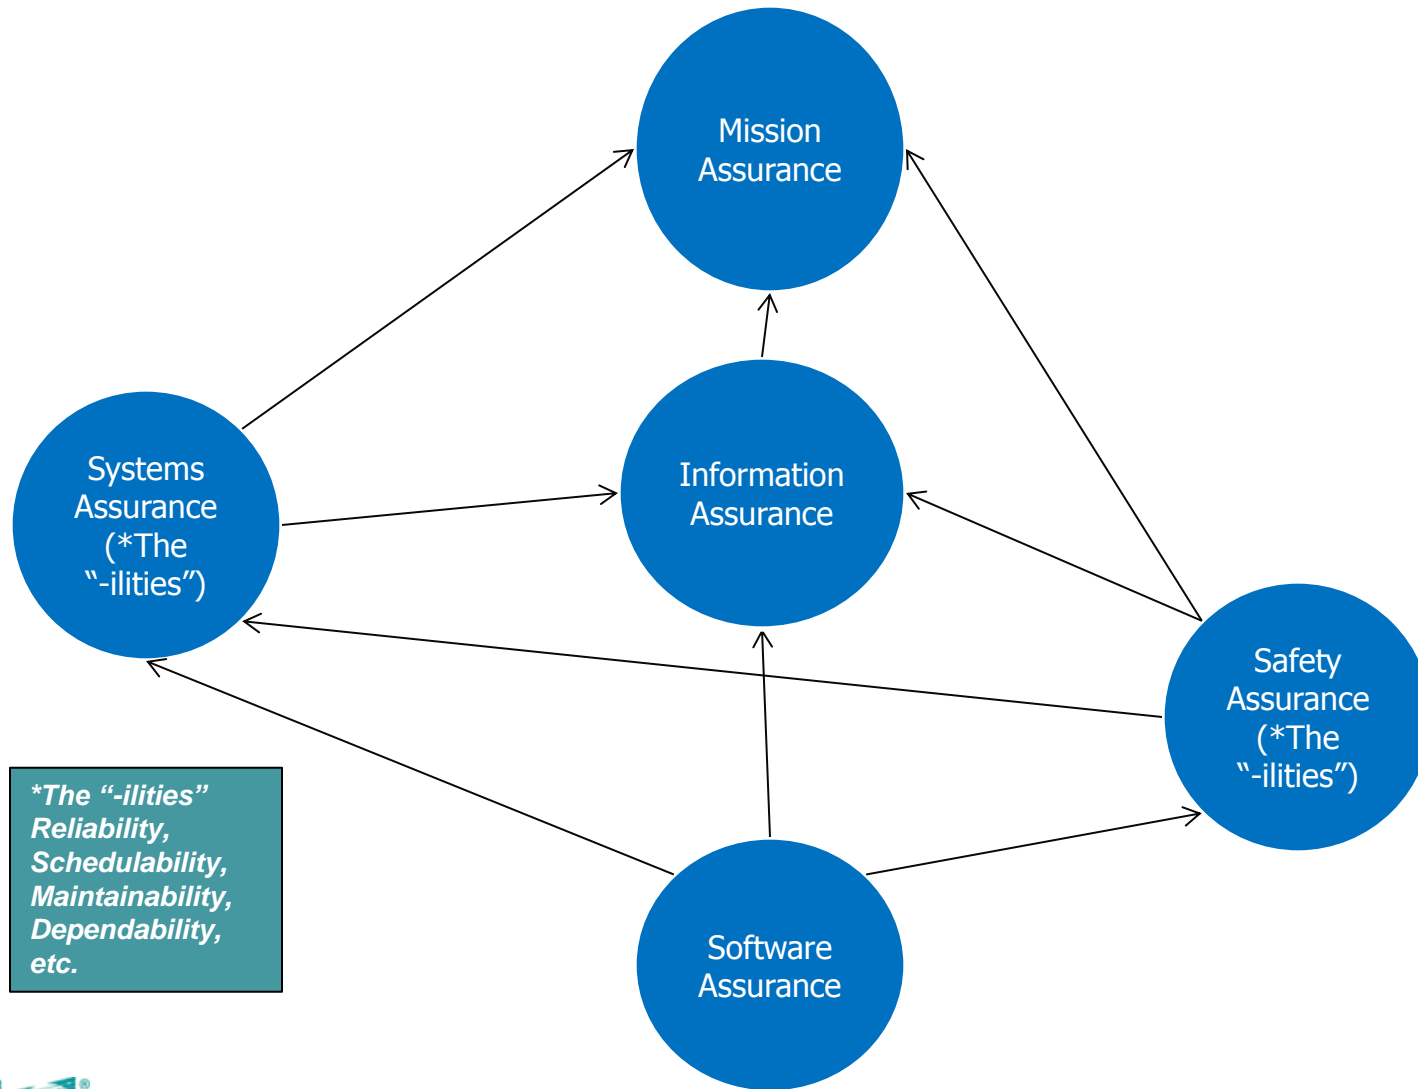 Mission
Assurance
Systems
Assurance
(*The
“-ilities”)
Information
Assurance
Safety
Assurance
(*The
“-ilities”)
*The “-ilities”
Reliability,
Schedulability,
Maintainability,
Dependability,
etc.
Software
Assurance
®